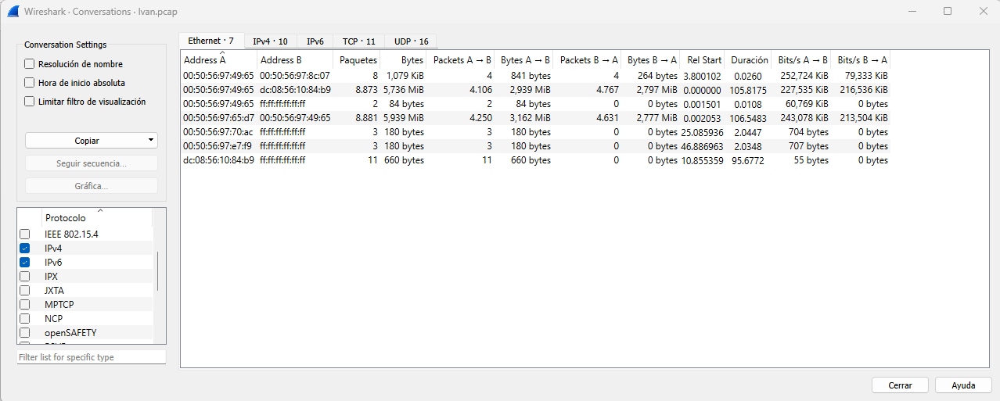 Wireshark · Conversations · Ivan.pcap
Conversation Settings
Resolución de nombre
Hora de inicio absoluta
Limitar filtro de visualización
Copiar
Seguir secuencia...
Gráfica...
Protocolo
IEEE 802.15.4
IPv4
IPv6
IPX
JXTA
MPTCP
NCP
openSAFETY
Filter list for specific type
Ethernet · 7 IPv4 · 10 IPv6 TCP · 11 UDP · 16
Address A Address B Paquetes Bytes Packets A → B Bytes A → B Packets B → A Bytes B → A Rel Start Duración Bits/s A → B Bits/s B → A
00:50:56:97:49:65 00:50:56:97:8c:07 8 1,079 KiB 4 841 bytes 4 264 bytes 3.800102 0.0260 252,724 KiB 79,333 KiB
00:50:56:97:49:65 dc:08:56:10:84:b9 8.873 5,736 MiB 4.106 2,939 MiB 4.767 2,797 MiB 0.000000 105.8175 227,535 KiB 216,536 KiB
00:50:56:97:49:65 ff:ff:ff:ff:ff:ff 2 84 bytes 2 84 bytes 0 0 bytes 0.001501 0.0108 60,769 KiB 0 bytes
00:50:56:97:65:d7 00:50:56:97:49:65 8.881 5,939 MiB 4.250 3,162 MiB 4.631 2,777 MiB 0.002053 106.5483 243,078 KiB 213,504 KiB
00:50:56:97:70:ac ff:ff:ff:ff:ff:ff 3 180 bytes 3 180 bytes 0 0 bytes 25.085936 2.0447 704 bytes 0 bytes
00:50:56:97:e7:f9 ff:ff:ff:ff:ff:ff 3 180 bytes 3 180 bytes 0 0 bytes 46.886963 2.0348 707 bytes 0 bytes
dc:08:56:10:84:b9 ff:ff:ff:ff:ff:ff 11 660 bytes 11 660 bytes 0 0 bytes 10.855359 95.6772 55 bytes 0 bytes
Cerrar Ayuda